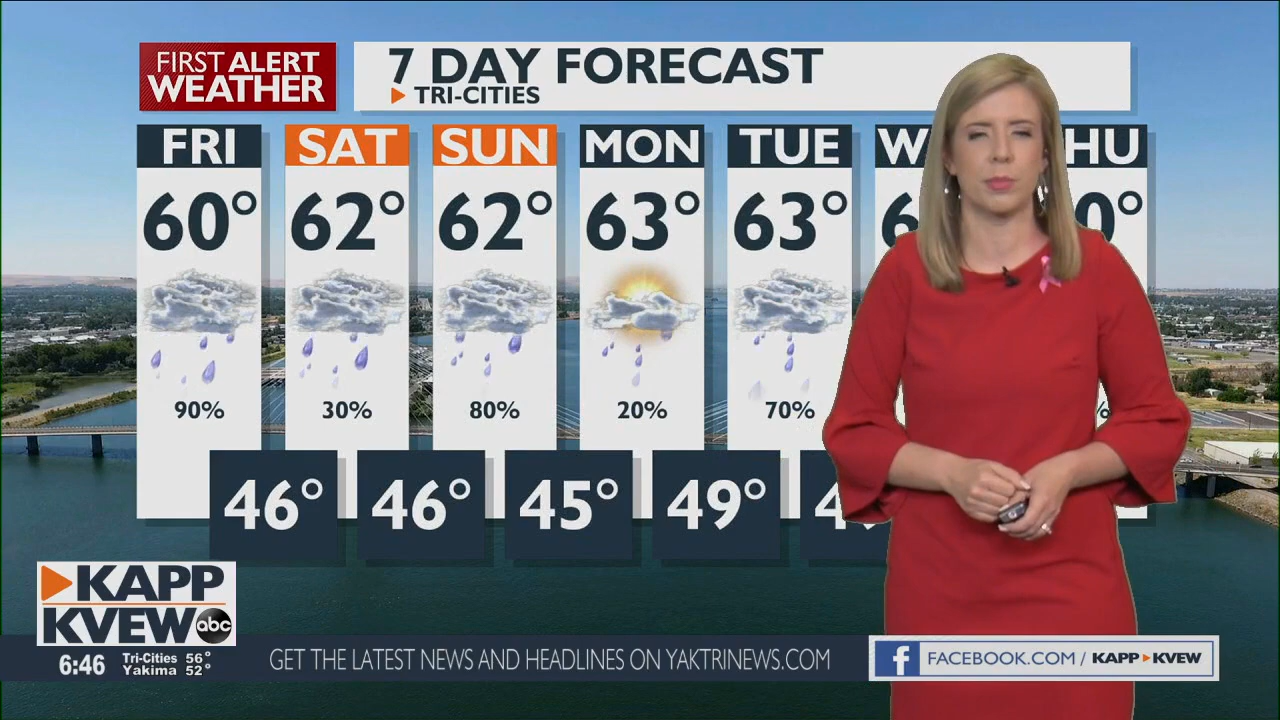 FIRST ALERT
WEATHER
7 DAY FORECAST
TRI-CITIES
FRI SAT SUN MON TUE
60° 62° 62° 63° 63°
90% 30% 80% 20% 70%
46° 46° 45° 49°
KAPP
KVEW abc
6:46 Tri-Cities 56°
Yakima 52°
GET THE LATEST NEWS AND HEADLINES ON YAKTRINEWS.COM
f FACEBOOK.COM / KAPP KVEW